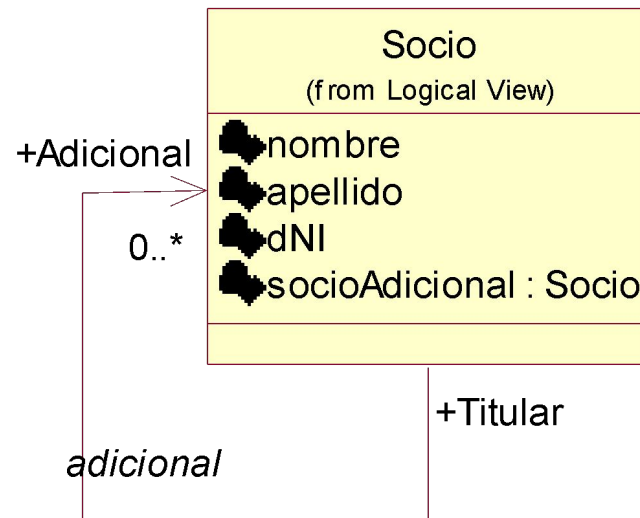 Socio
(from Logical View)
+Adicional
nombre
apellido
0..*
dNI
socioAdicional : Socio
+Titular
adicional